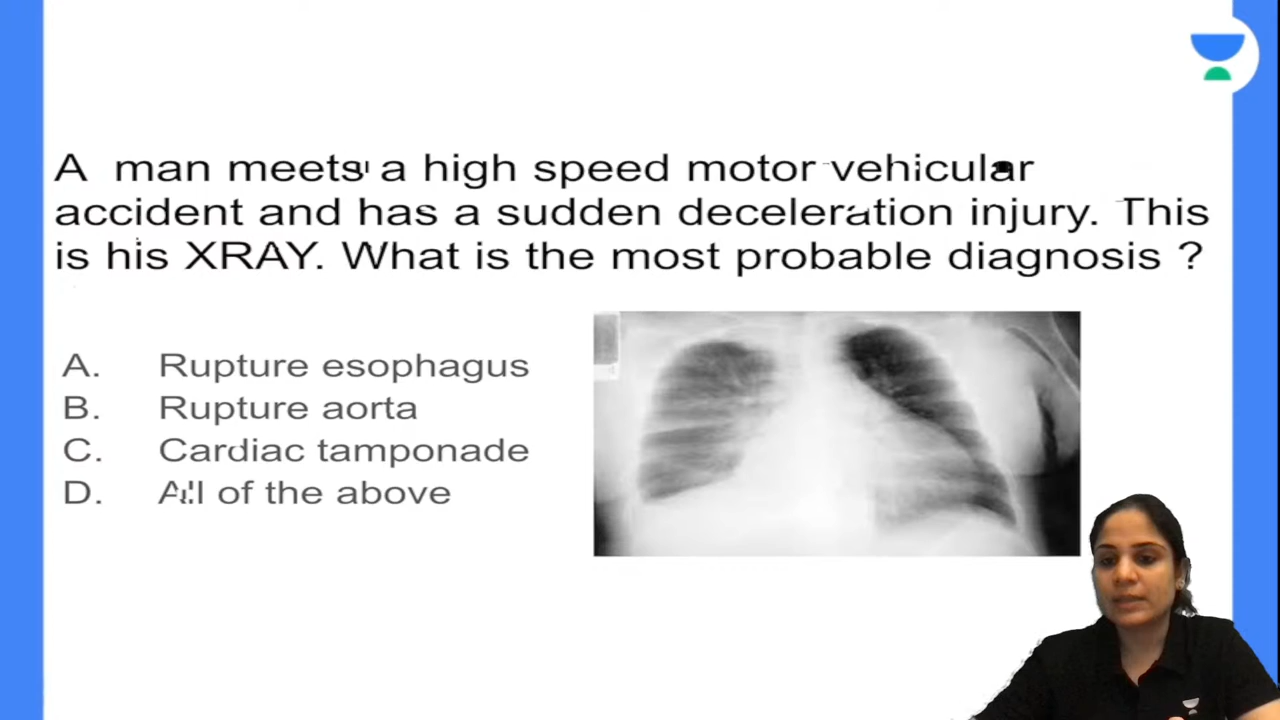 A man meets a high speed motor vehicular
accident and has a sudden deceleration injury. This
is his XRAY. What is the most probable diagnosis ?
A. Rupture esophagus
B. Rupture aorta
C. Cardiac tamponade
D. All of the above